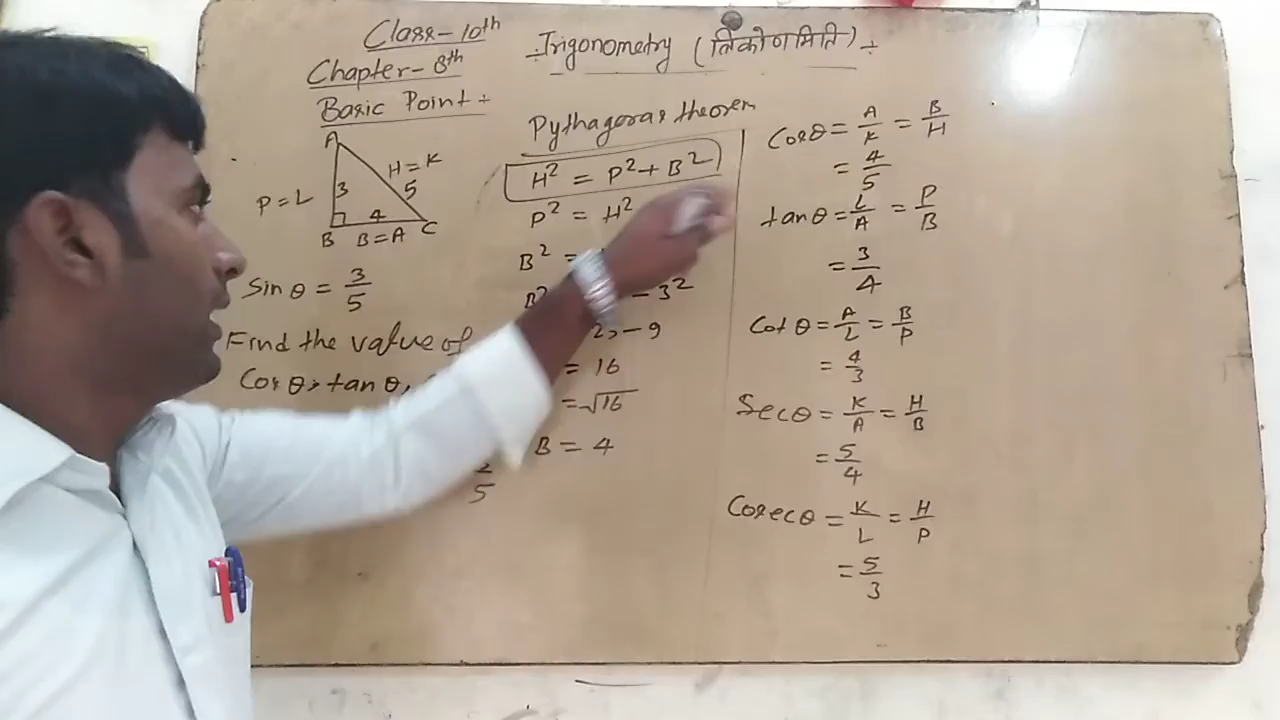 Class-10th
Trigonometry (त्रिकोणमिति) :-
Chapter-8th
Basic Point :-
A
H = K
5
P = L
3
4
B
B = A
C
Sin θ = 3/5
Find the value of
Cos θ, tan θ,
5
Pythagoras theorem
H² = P² + B²
P² = H²
B² =
B² - 3²
25 - 9
= 16
= √16
B = 4
Cos θ = A/K = B/H
= 4/5
tan θ = L/A = P/B
= 3/4
Cot θ = A/L = B/P
= 4/3
Sec θ = K/A = H/B
= 5/4
Cosec θ = K/L = H/P
= 5/3